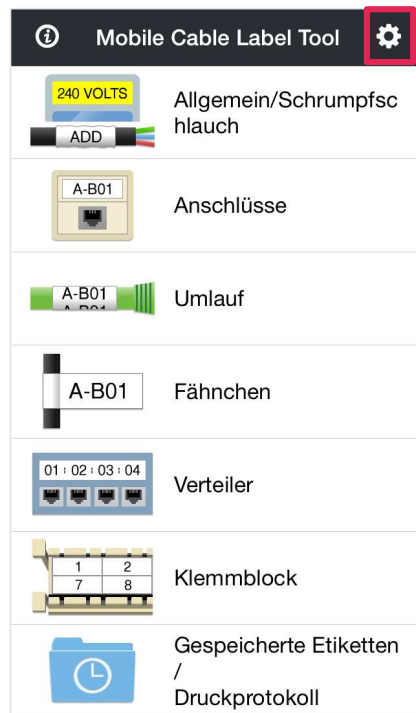 Mobile Cable Label Tool
240 VOLTS
ADD
Allgemein/Schrumpfsc
hlauch
A-B01
Anschlüsse
A-B01
A-B01
Umlauf
A-B01
Fähnchen
01 : 02 : 03 : 04
Verteiler
1 2
7 8
Klemmblock
Gespeicherte Etiketten
/
Druckprotokoll